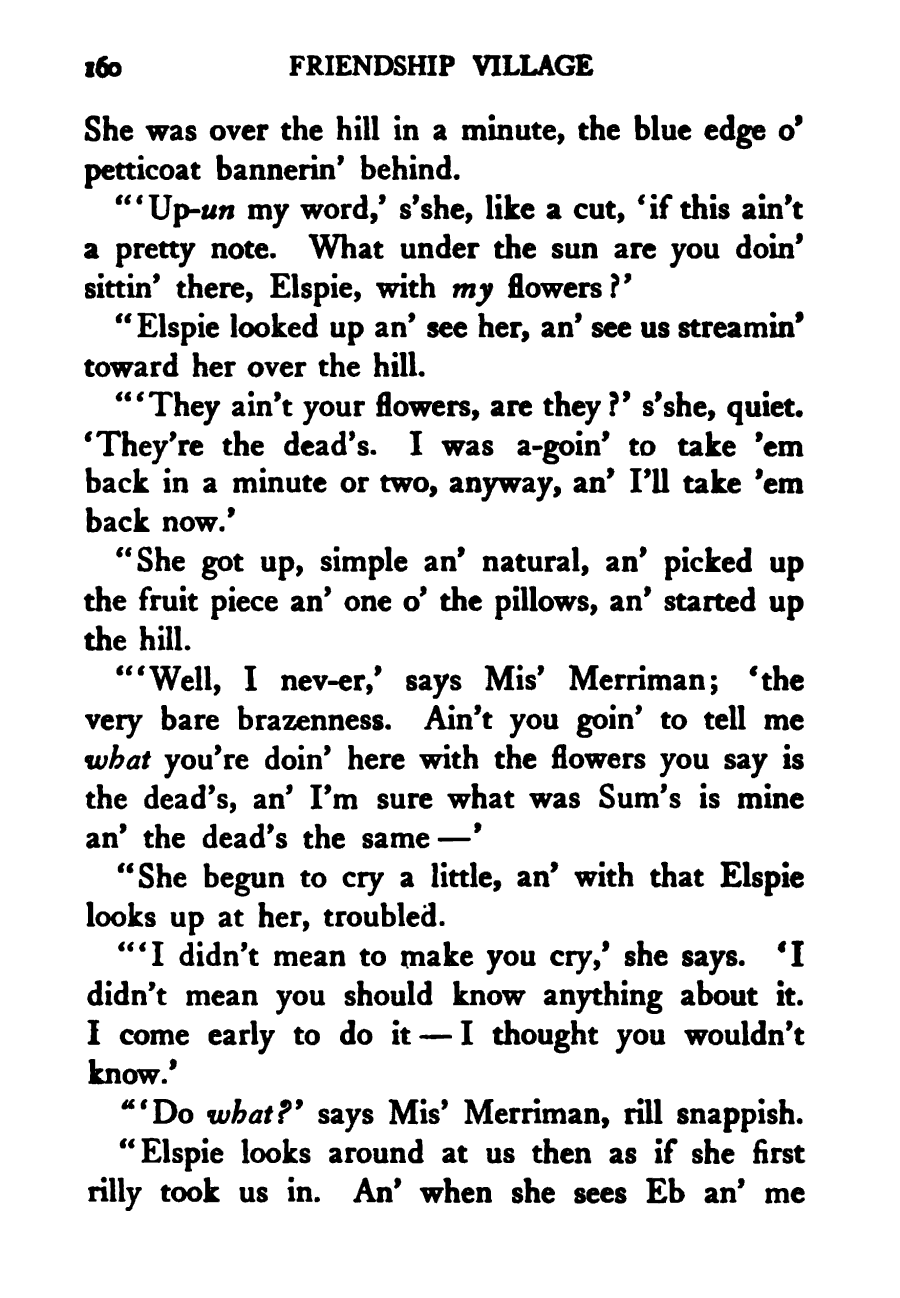 160 FRIENDSHIP VILLAGE
She was over the hill in a minute, the blue edge o’
petticoat bannerin’ behind.
“‘Up-un my word,’ s’she, like a cut, ‘if this ain’t
a pretty note. What under the sun are you doin’
sittin’ there, Elspie, with my flowers?’
“Elspie looked up an’ see her, an’ see us streamin’
toward her over the hill.
“‘They ain’t your flowers, are they?’ s’she, quiet.
‘They’re the dead’s. I was a-goin’ to take ’em
back in a minute or two, anyway, an’ I’ll take ’em
back now.’
“She got up, simple an’ natural, an’ picked up
the fruit piece an’ one o’ the pillows, an’ started up
the hill.
“‘Well, I nev-er,’ says Mis’ Merriman; ‘the
very bare brazenness. Ain’t you goin’ to tell me
what you’re doin’ here with the flowers you say is
the dead’s, an’ I’m sure what was Sum’s is mine
an’ the dead’s the same —’
“She begun to cry a little, an’ with that Elspie
looks up at her, troubled.
“‘I didn’t mean to make you cry,’ she says. ‘I
didn’t mean you should know anything about it.
I come early to do it — I thought you wouldn’t
know.’
“‘Do what?’ says Mis’ Merriman, rill snappish.
“Elspie looks around at us then as if she first
rilly took us in. An’ when she sees Eb an’ me